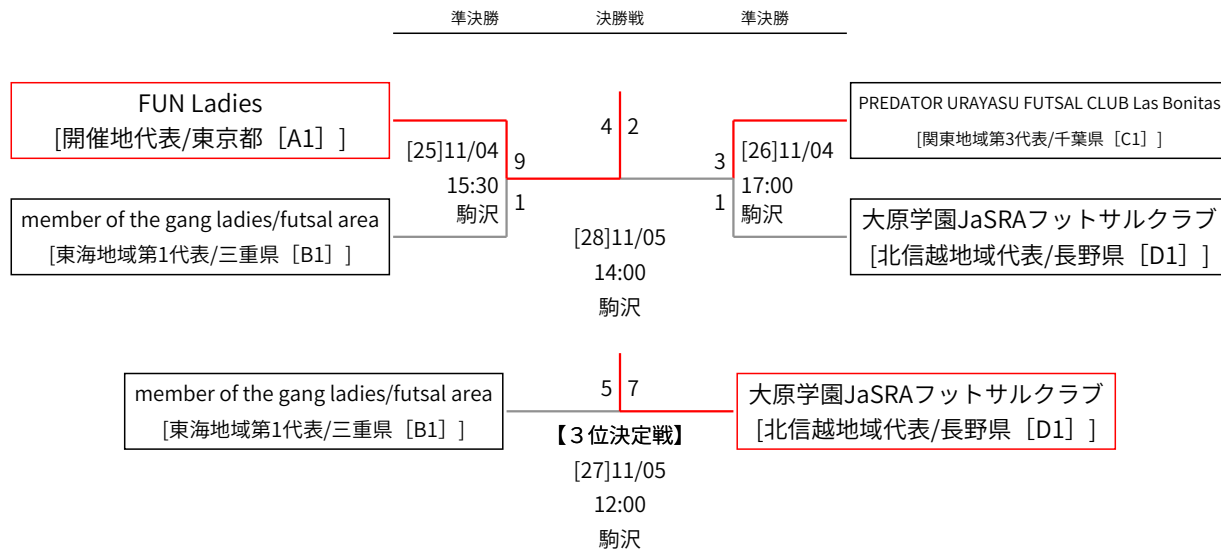 準決勝 決勝戦 準決勝
FUN Ladies
[開催地代表/東京都［A1］]
[25]11/04
15:30
駒沢
9
1
member of the gang ladies/futsal area
[東海地域第1代表/三重県［B1］]
4 2
[28]11/05
14:00
駒沢
PREDATOR URAYASU FUTSAL CLUB Las Bonitas
[関東地域第3代表/千葉県［C1］]
3
1
[26]11/04
17:00
駒沢
大原学園JaSRAフットサルクラブ
[北信越地域代表/長野県［D1］]
member of the gang ladies/futsal area
[東海地域第1代表/三重県［B1］]
5 7
【３位決定戦】
[27]11/05
12:00
駒沢
大原学園JaSRAフットサルクラブ
[北信越地域代表/長野県［D1］]